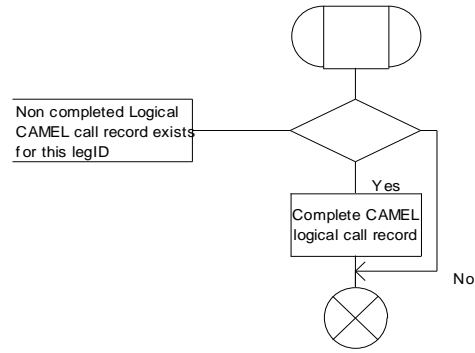 Non completed Logical
CAMEL call record exists
for this legID
Yes
Complete CAMEL
logical call record
No